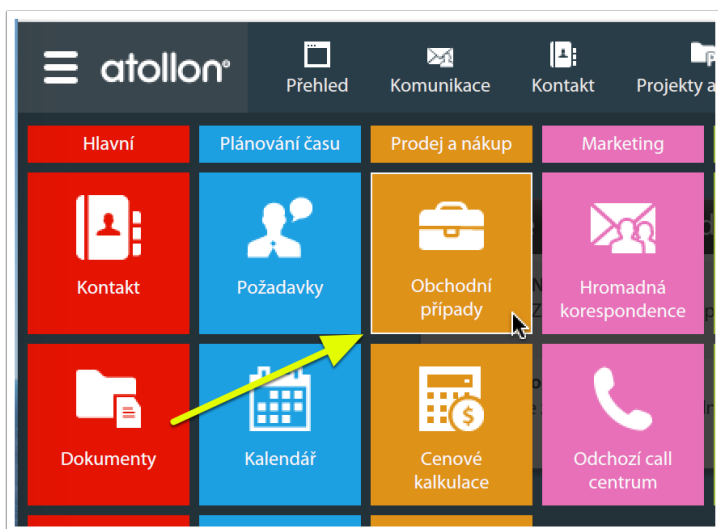 atollon®
Přehled
Komunikace
Kontakt
Projekty a
Hlavní
Plánování času
Prodej a nákup
Marketing
Kontakt
Požadavky
Obchodní
případy
Hromadná
korespondence
Dokumenty
Kalendář
Cenové
kalkulace
Odchozí call
centrum